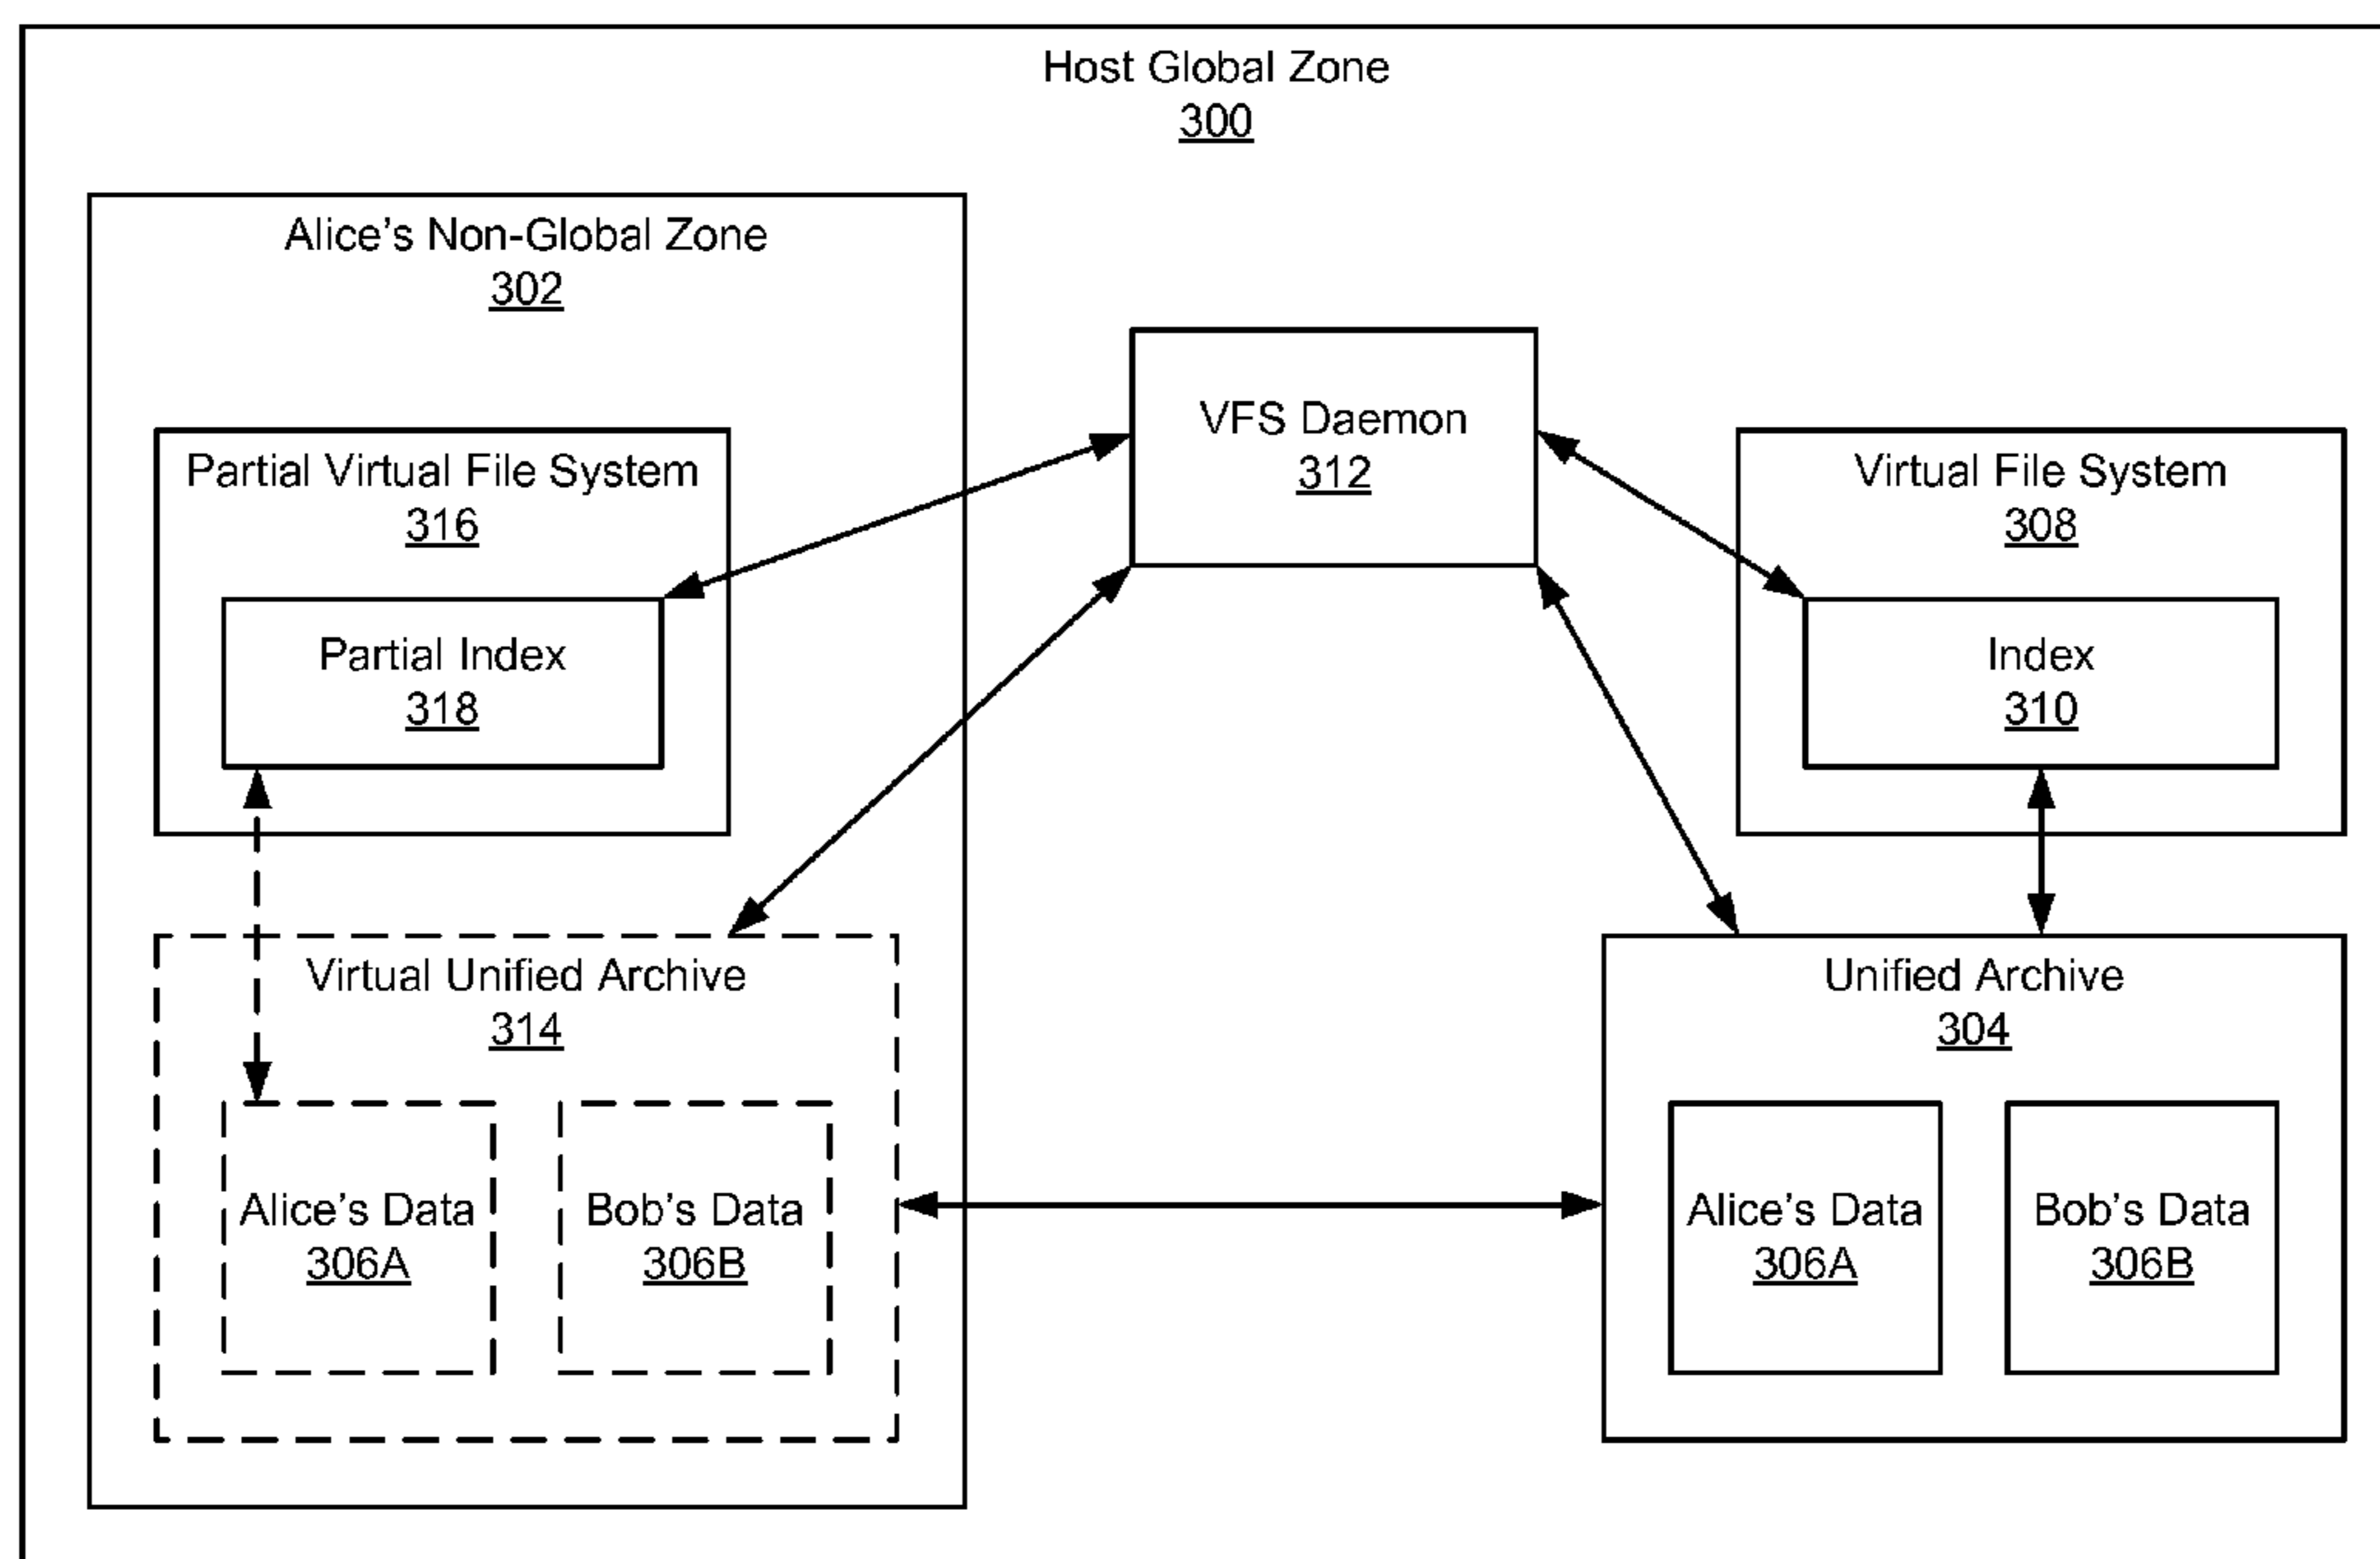 Host Global Zone
300
Alice's Non-Global Zone
302
Partial Virtual File System
316
Partial Index
318
Virtual Unified Archive
314
Alice's Data
306A
Bob's Data
306B
VFS Daemon
312
Virtual File System
308
Index
310
Unified Archive
304
Alice's Data
306A
Bob's Data
306B